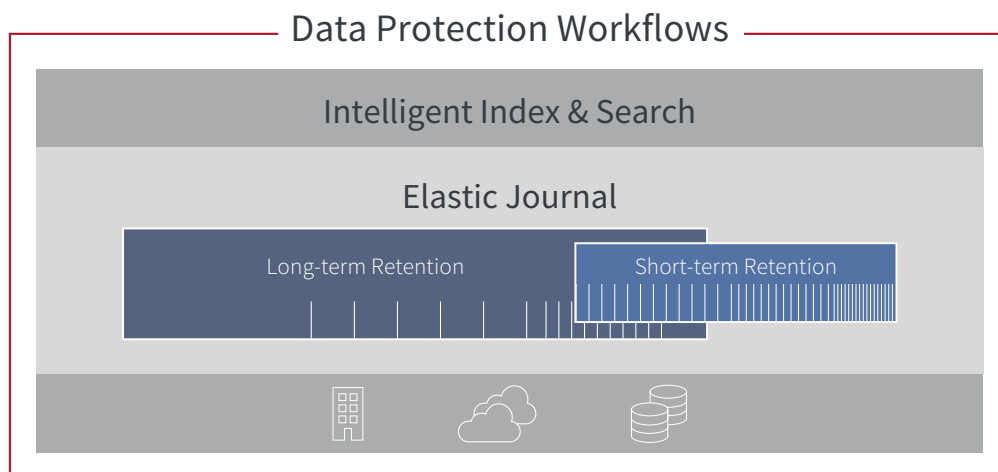 Data Protection Workflows
Intelligent Index & Search
Elastic Journal
Long-term Retention
Short-term Retention